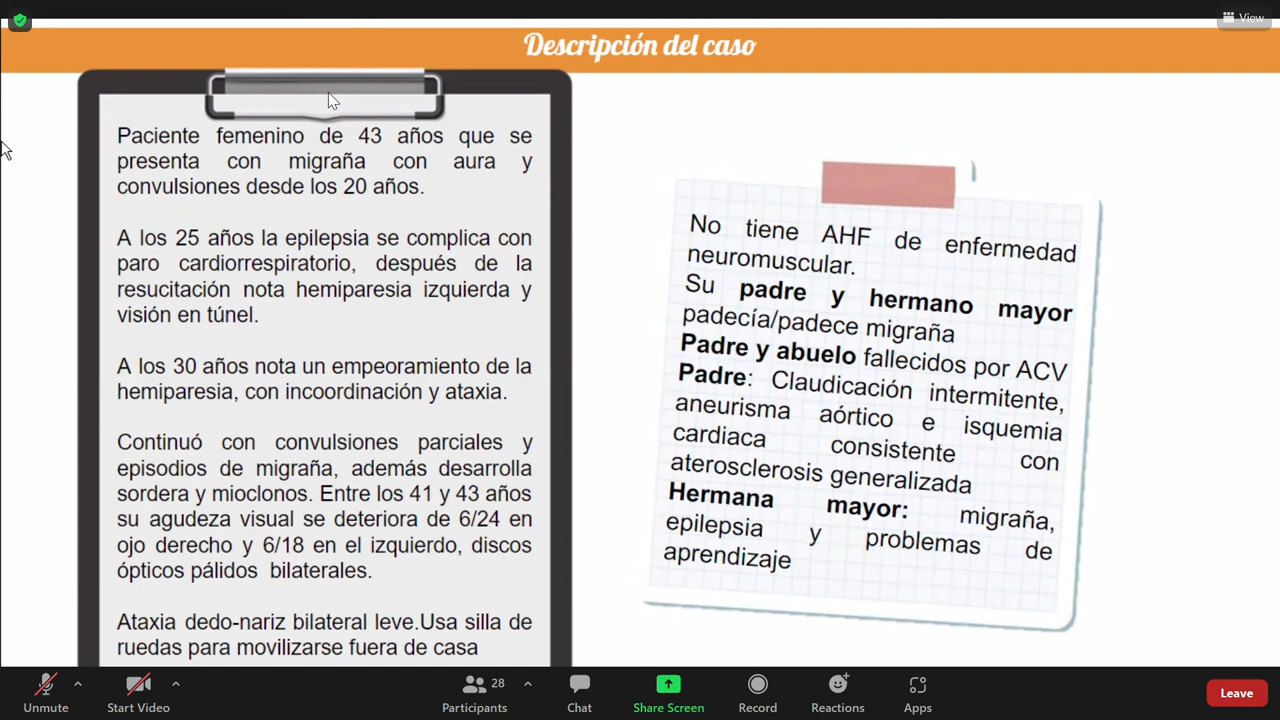 View
Descripción del caso
Paciente femenino de 43 años que se
presenta con migraña con aura y
convulsiones desde los 20 años.
A los 25 años la epilepsia se complica con
paro cardiorrespiratorio, después de la
resucitación nota hemiparesia izquierda y
visión en túnel.
A los 30 años nota un empeoramiento de la
hemiparesia, con incoordinación y ataxia.
Continuó con convulsiones parciales y
episodios de migraña, además desarrolla
sordera y mioclonos. Entre los 41 y 43 años
su agudeza visual se deteriora de 6/24 en
ojo derecho y 6/18 en el izquierdo, discos
ópticos pálidos bilaterales.
Ataxia dedo-nariz bilateral leve.Usa silla de
ruedas para movilizarse fuera de casa
No tiene AHF de enfermedad
neuromuscular.
Su padre y hermano mayor
padecía/padece migraña
Padre y abuelo fallecidos por ACV
Padre: Claudicación intermitente,
aneurisma aórtico e isquemia
cardiaca consistente con
aterosclerosis generalizada
Hermana mayor: migraña,
epilepsia y problemas de
aprendizaje
Unmute
Start Video
28
Participants
Chat
Share Screen
Record
Reactions
Apps
Leave